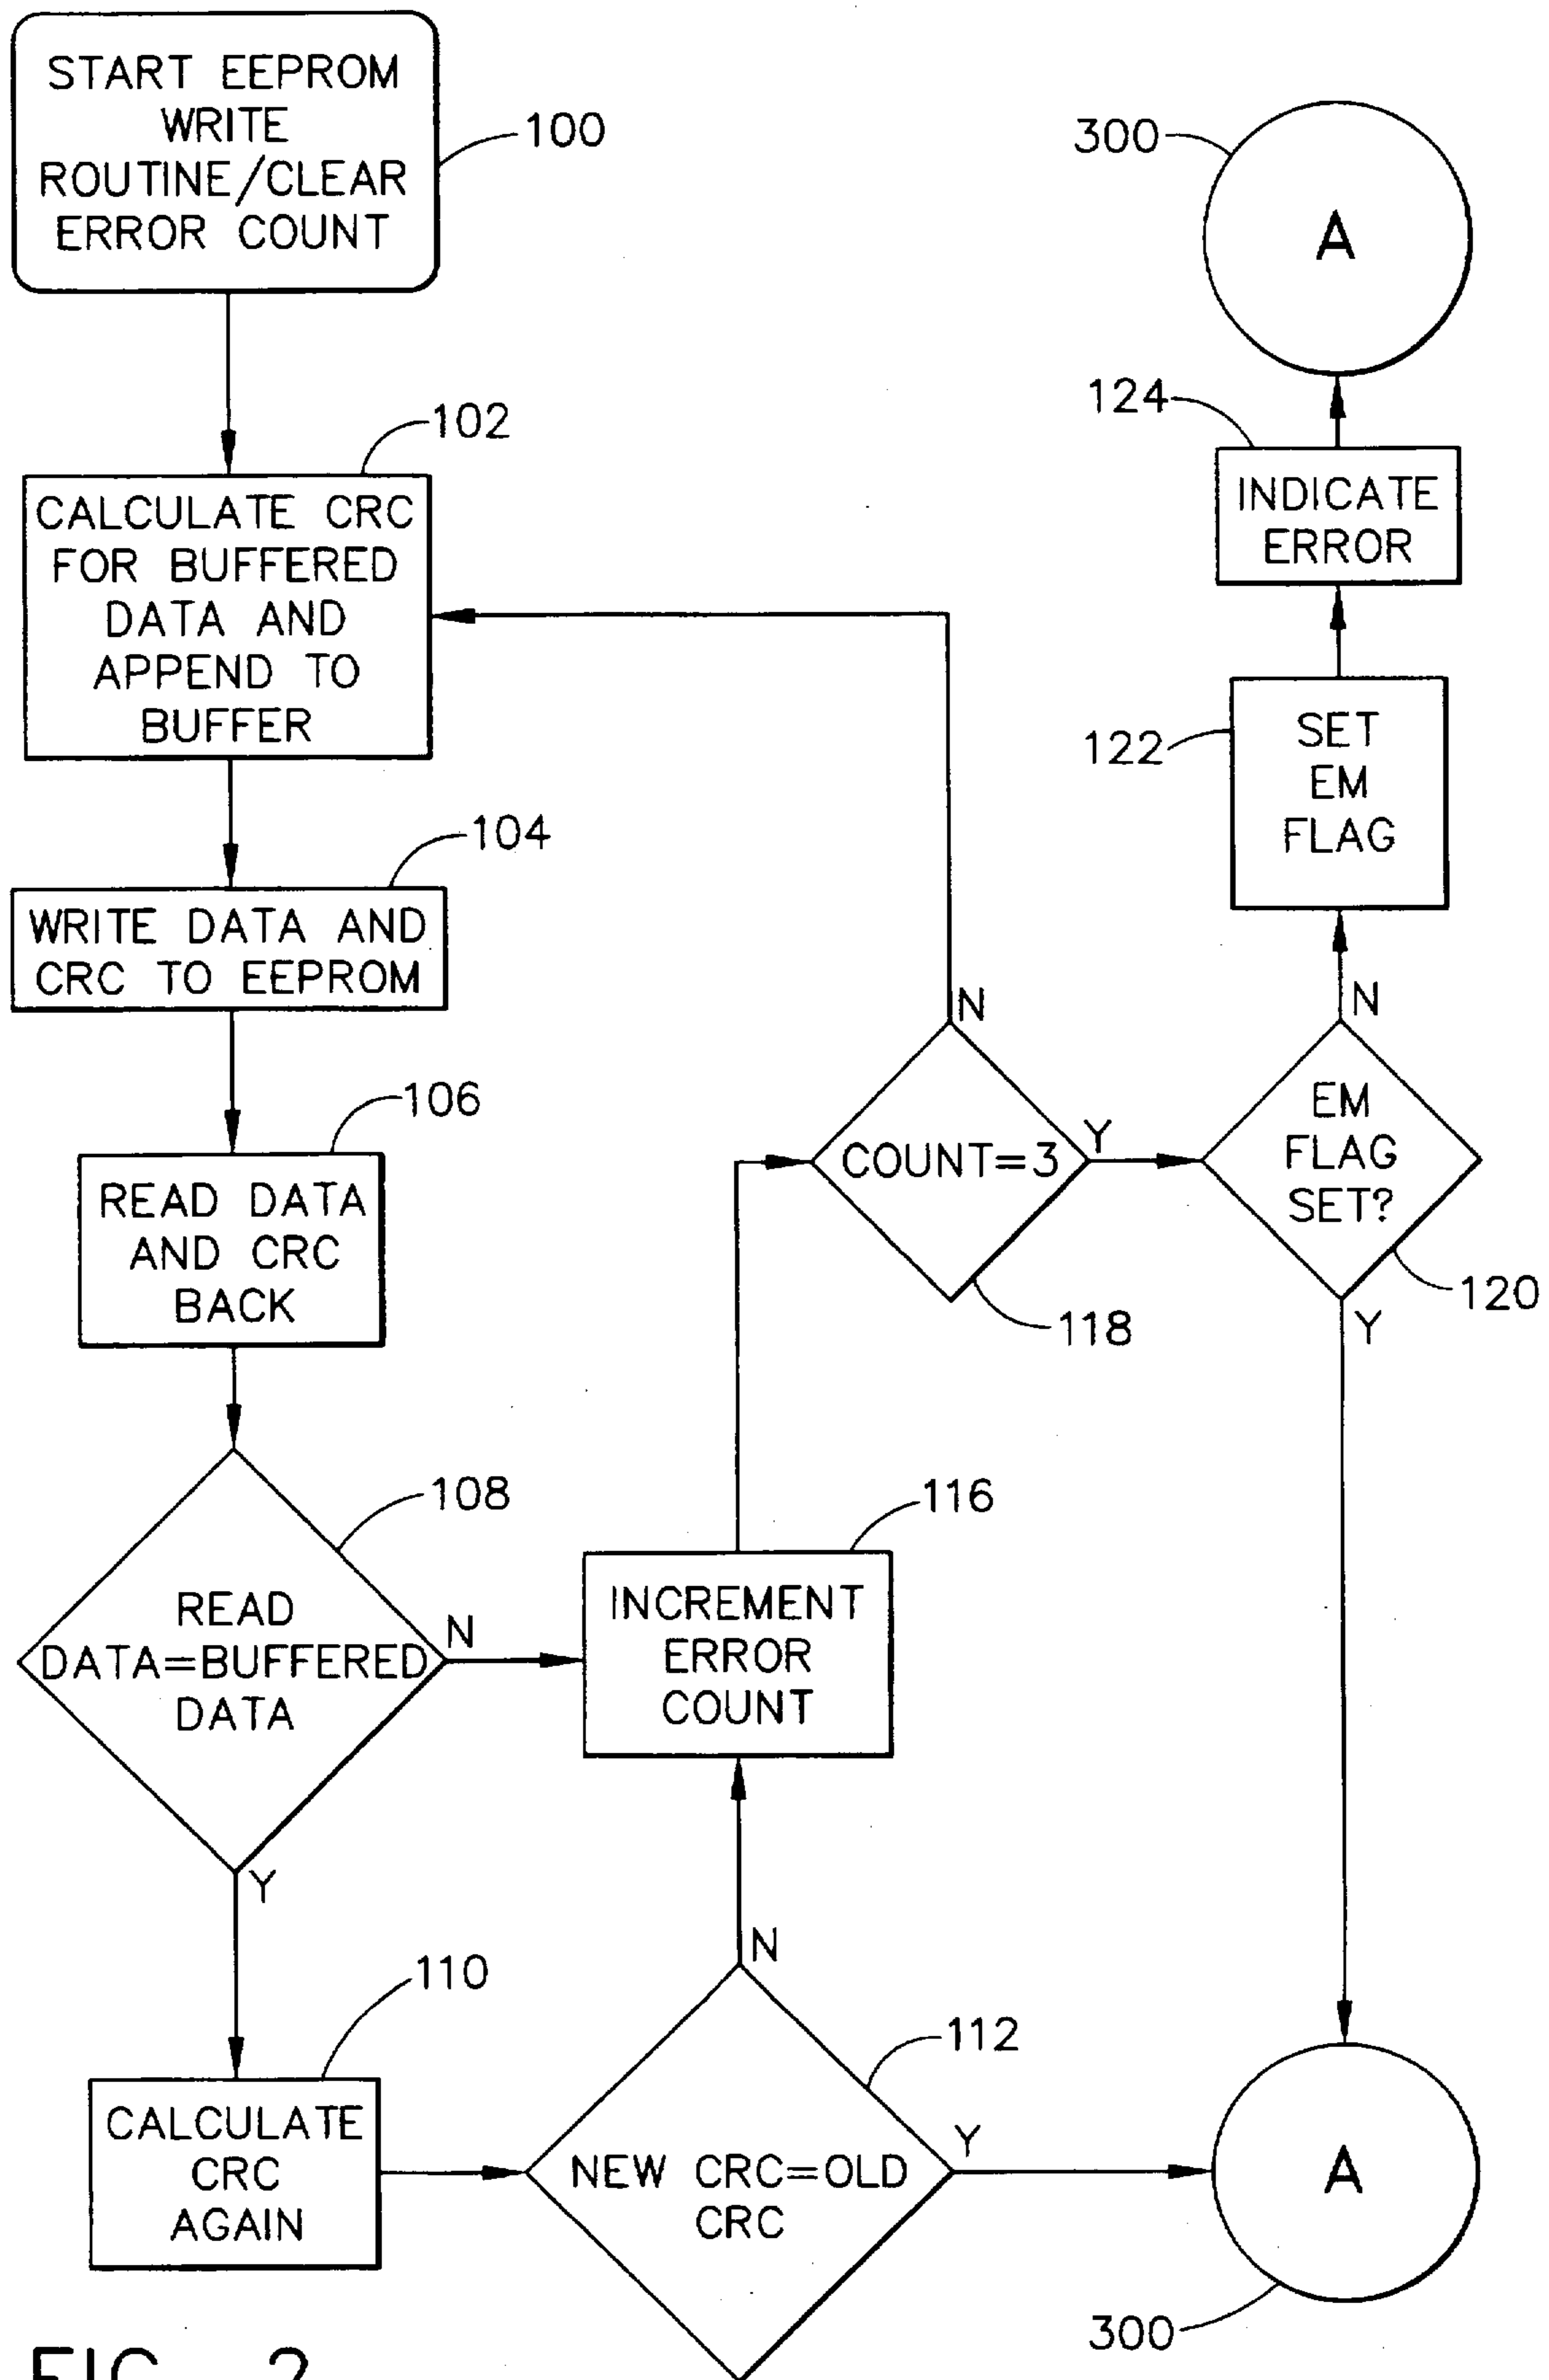 START EEPROM
WRITE
ROUTINE/CLEAR
ERROR COUNT
100
102
CALCULATE CRC
FOR BUFFERED
DATA AND
APPEND TO
BUFFER
104
WRITE DATA AND
CRC TO EEPROM
106
READ DATA
AND CRC
BACK
108
READ
DATA=BUFFERED
DATA
N
Y
110
CALCULATE
CRC
AGAIN
112
NEW CRC=OLD
CRC
N
Y
116
INCREMENT
ERROR
COUNT
COUNT=3
N
Y
118
EM
FLAG
SET?
N
Y
120
122
SET
EM
FLAG
124
INDICATE
ERROR
300
A
A
300
FIG. 2